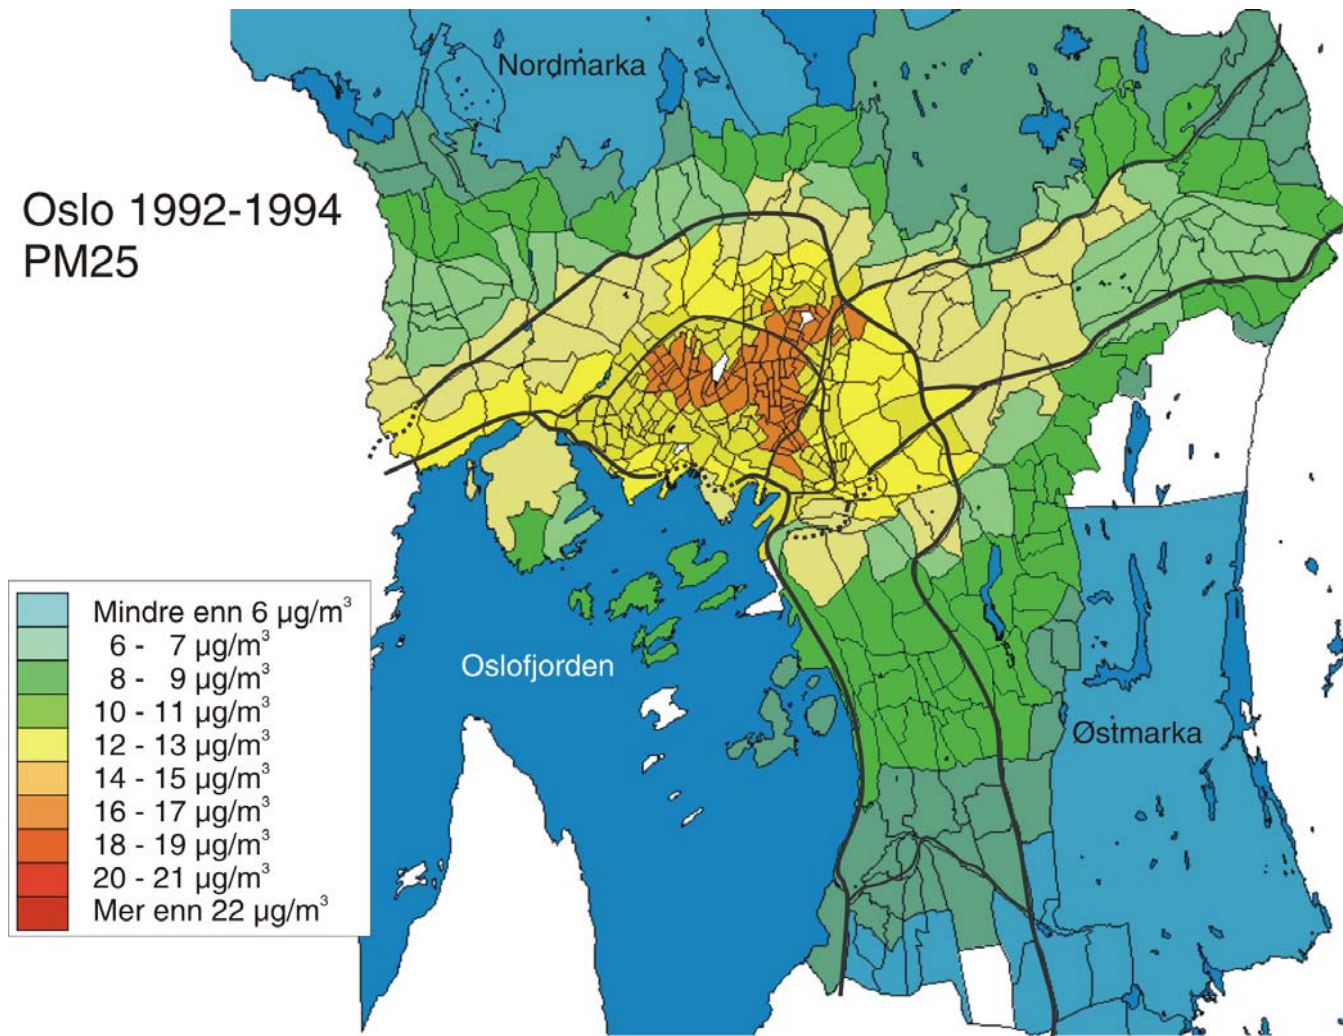 Nordmarka
Oslo 1992-1994
PM25
Mindre enn 6 µg/m³
6 - 7 µg/m³
8 - 9 µg/m³
10 - 11 µg/m³
12 - 13 µg/m³
14 - 15 µg/m³
16 - 17 µg/m³
18 - 19 µg/m³
20 - 21 µg/m³
Mer enn 22 µg/m³
Oslofjorden
Østmarka